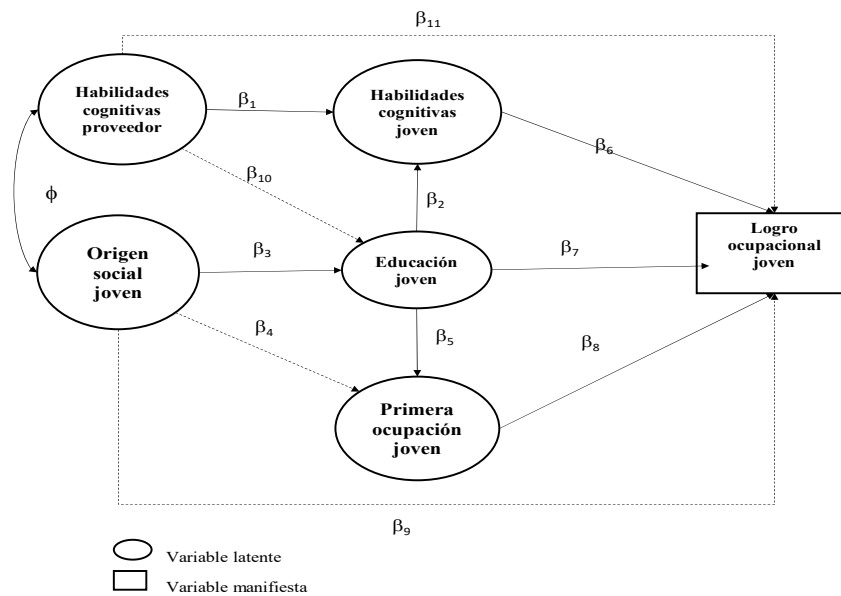 β11
Habilidades
cognitivas
proveedor
β1
Habilidades
cognitivas
joven
β6
β10
β2
ϕ
Origen
social
joven
β3
Educación
joven
β7
Logro
ocupacional
joven
β4
β5
β8
Primera
ocupación
joven
β9
Variable latente
Variable manifiesta